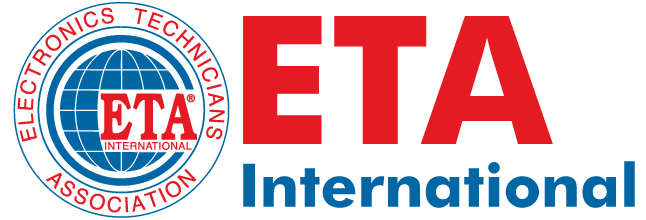 ELECTRONICS TECHNICIANS
ETA®
INTERNATIONAL
ASSOCIATION
ETA
International